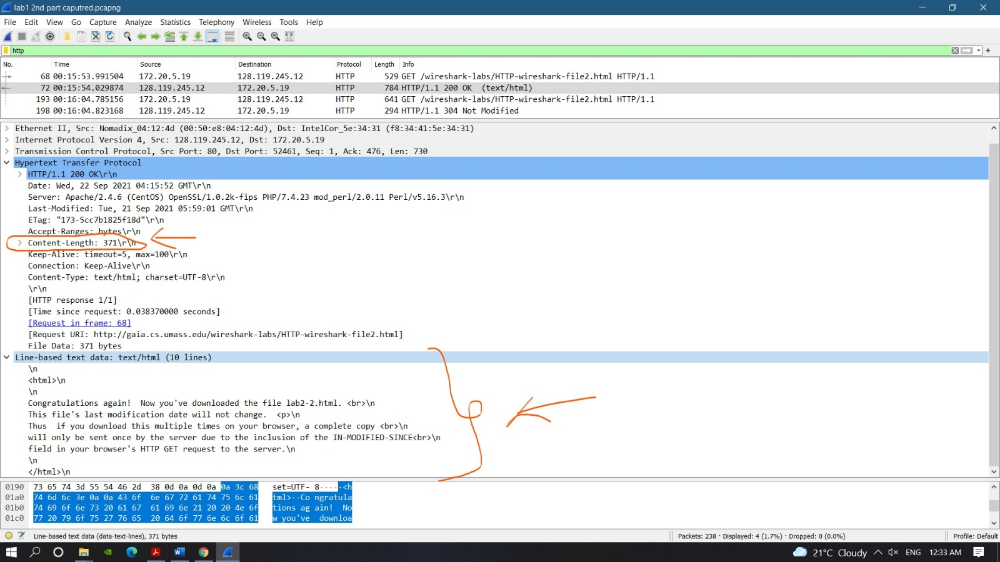 lab1 2nd part caputred.pcapng
File Edit View Go Capture Analyze Statistics Telephony Wireless Tools Help
http
No. Time Source Destination Protocol Length Info
68 00:15:53.991504 172.20.5.19 128.119.245.12 HTTP 529 GET /wireshark-labs/HTTP-wireshark-file2.html HTTP/1.1
72 00:15:54.029874 128.119.245.12 172.20.5.19 HTTP 784 HTTP/1.1 200 OK (text/html)
193 00:16:04.785156 172.20.5.19 128.119.245.12 HTTP 641 GET /wireshark-labs/HTTP-wireshark-file2.html HTTP/1.1
198 00:16:04.823168 128.119.245.12 172.20.5.19 HTTP 294 HTTP/1.1 304 Not Modified
Ethernet II, Src: Nomadix_04:12:4d (00:50:e8:04:12:4d), Dst: IntelCor_5e:34:31 (f8:34:41:5e:34:31)
Internet Protocol Version 4, Src: 128.119.245.12, Dst: 172.20.5.19
Transmission Control Protocol, Src Port: 80, Dst Port: 52461, Seq: 1, Ack: 476, Len: 730
Hypertext Transfer Protocol
HTTP/1.1 200 OK\r\n
Date: Wed, 22 Sep 2021 04:15:52 GMT\r\n
Server: Apache/2.4.6 (CentOS) OpenSSL/1.0.2k-fips PHP/7.4.23 mod_perl/2.0.11 Perl/v5.16.3\r\n
Last-Modified: Tue, 21 Sep 2021 05:59:01 GMT\r\n
ETag: "173-5cc7b1825f18d"\r\n
Accept-Ranges: bytes\r\n
Content-Length: 371\r\n
Keep-Alive: timeout=5, max=100\r\n
Connection: Keep-Alive\r\n
Content-Type: text/html; charset=UTF-8\r\n
\r\n
[HTTP response 1/1]
[Time since request: 0.038370000 seconds]
[Request in frame: 68]
[Request URI: http://gaia.cs.umass.edu/wireshark-labs/HTTP-wireshark-file2.html]
File Data: 371 bytes
Line-based text data: text/html (10 lines)
\n
<html>\n
\n
Congratulations again!  Now you've downloaded the file lab2-2.html. <br>\n
This file's last modification date will not change.  <p>\n
Thus  if you download this multiple times on your browser, a complete copy <br>\n
will only be sent once by the server due to the inclusion of the IN-MODIFIED-SINCE<br>\n
field in your browser's HTTP GET request to the server.\n
\n
</html>\n
0190 73 65 74 3d 55 54 46 2d 38 0d 0a 0d 0a 0a 3c 68 set=UTF- 8·····<h
01a0 74 6d 6c 3e 0a 0a 43 6f 6e 67 72 61 74 75 6c 61 tml>··Co ngratula
01b0 74 69 6f 6e 73 20 61 67 61 69 6e 21 20 20 4e 6f tions ag ain!  No
01c0 77 20 79 6f 75 27 76 65 20 64 6f 77 6e 6c 6f 61 w you've  downloa
Line-based text data (data-text-lines), 371 bytes Packets: 238 · Displayed: 4 (1.7%) · Dropped: 0 (0.0%) Profile: Default
21°C Cloudy ENG 12:33 AM